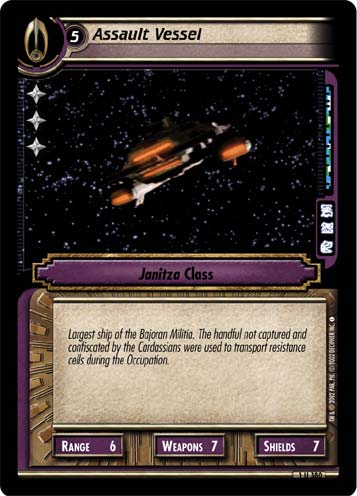 5 Assault Vessel
Janitza Class
Largest ship of the Bajoran Militia. The handful not captured and
confiscated by the Cardassians were used to transport resistance
cells during the Occupation.
RANGE 6 WEAPONS 7 SHIELDS 7